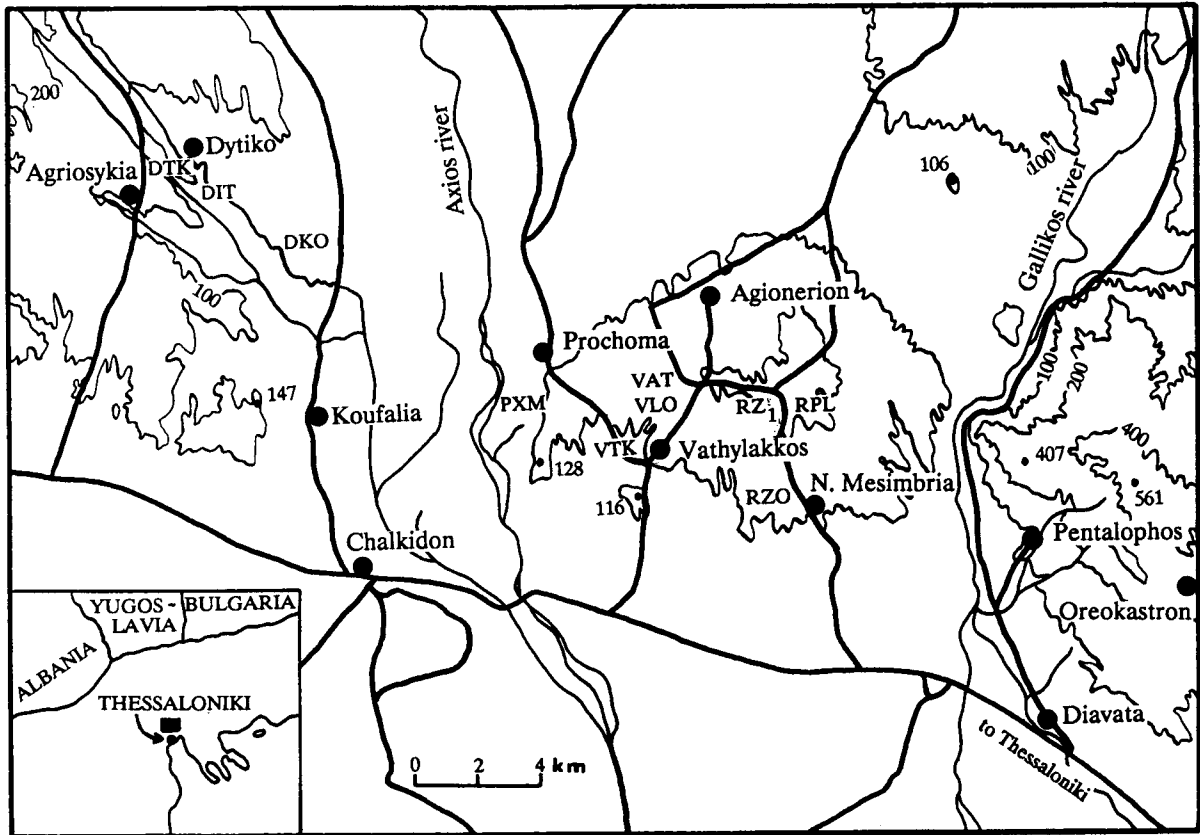 200
Dytiko
Agriosykia
DTK
DIT
DKO
100
147
Koufalia
Chalkidon
Axios river
106
100
Gallikos river
Agionerion
Prochoma
VAT
VLO
PXM
RZ1
RPL
VTK
Vathylakkos
128
116
RZO
N. Mesimbria
100
200
400
407
561
Pentalophos
Oreokastron
Diavata
to Thessaloniki
0 2 4 km
YUGOS-
LAVIA
BULGARIA
ALBANIA
THESSALONIKI